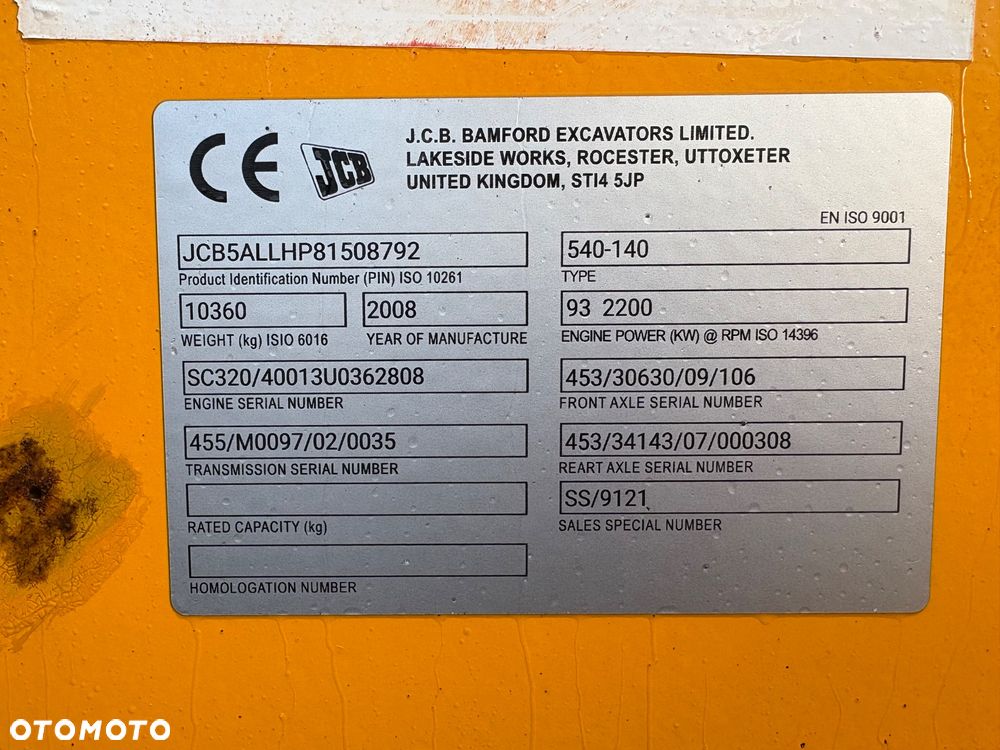 CE
JCB
J.C.B. BAMFORD EXCAVATORS LIMITED.
LAKESIDE WORKS, ROCESTER, UTTOXETER
UNITED KINGDOM, STI4 5JP
EN ISO 9001
JCB5ALLHP81508792
Product Identification Number (PIN) ISO 10261
540-140
TYPE
10360
WEIGHT (kg) ISIO 6016
2008
YEAR OF MANUFACTURE
93 2200
ENGINE POWER (KW) @ RPM ISO 14396
SC320/40013U0362808
ENGINE SERIAL NUMBER
453/30630/09/106
FRONT AXLE SERIAL NUMBER
455/M0097/02/0035
TRANSMISSION SERIAL NUMBER
453/34143/07/000308
REART AXLE SERIAL NUMBER
RATED CAPACITY (kg)
SS/9121
SALES SPECIAL NUMBER
HOMOLOGATION NUMBER
OTOMOTO